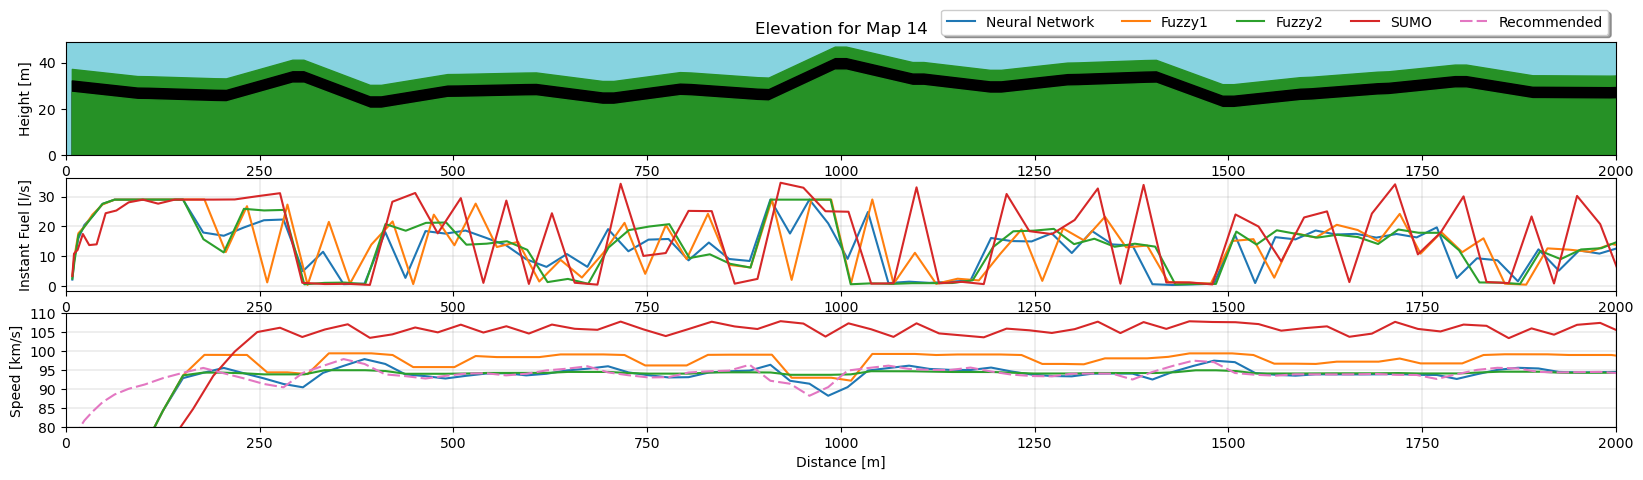 Elevation for Map 14
Neural Network Fuzzy1 Fuzzy2 SUMO Recommended
Height [m]
40
20
0
0 250 500 750 1000 1250 1500 1750 2000
Instant Fuel [l/s]
30
20
10
0
0 250 500 750 1000 1250 1500 1750 2000
Speed [km/s]
110
105
100
95
90
85
80
0 250 500 750 1000 1250 1500 1750 2000
Distance [m]